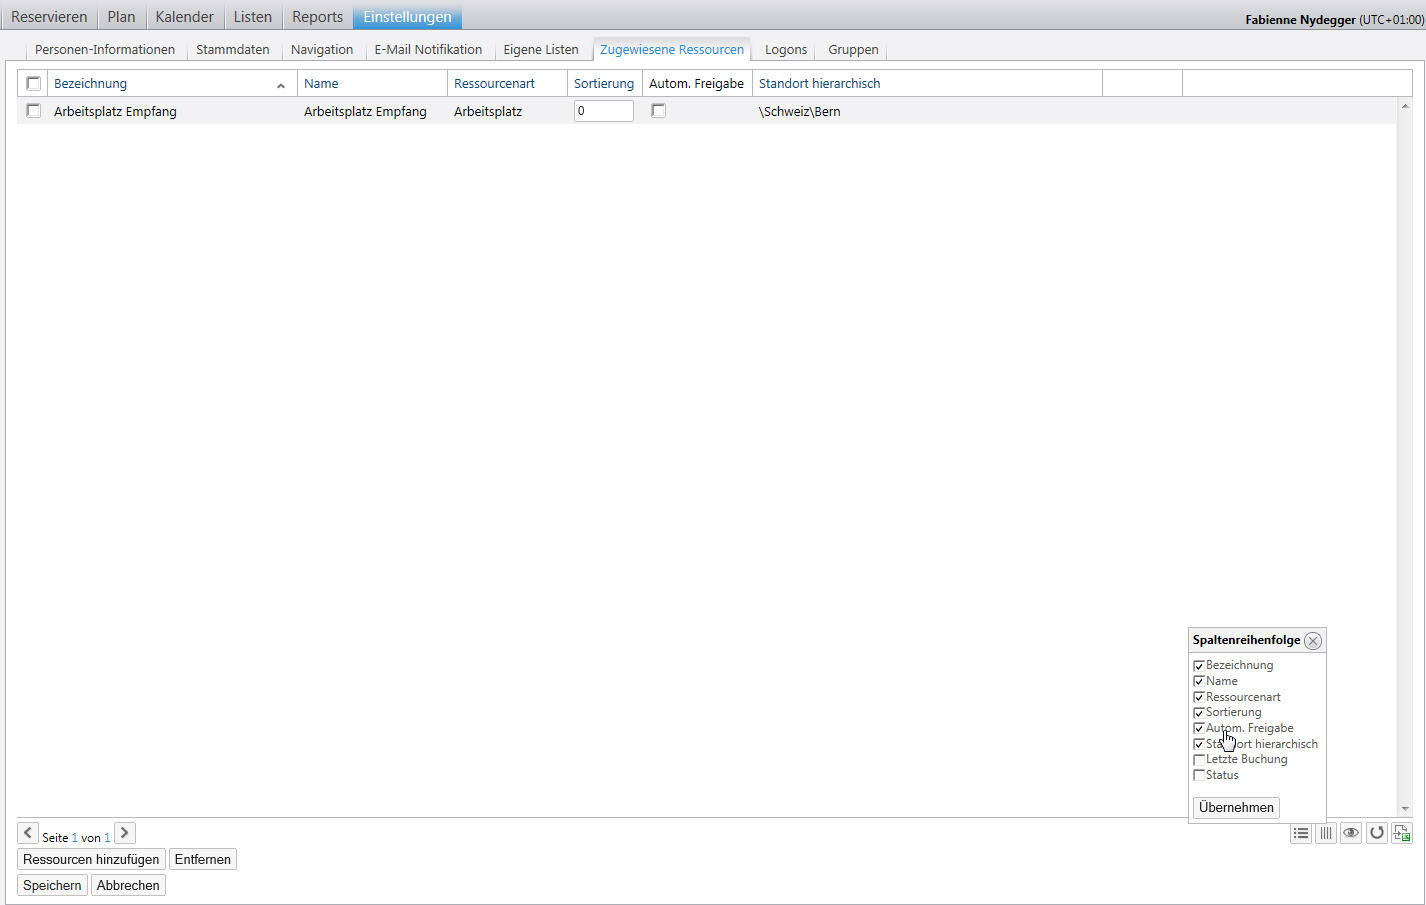 Reservieren Plan Kalender Listen Reports Einstellungen
Fabienne Nydegger (UTC+01:00)
Personen-Informationen Stammdaten Navigation E-Mail Notifikation Eigene Listen Zugewiesene Ressourcen Logons Gruppen
Bezeichnung Name Ressourcenart Sortierung Autom. Freigabe Standort hierarchisch
Arbeitsplatz Empfang Arbeitsplatz Empfang Arbeitsplatz 0 \Schweiz\Bern
Spaltenreihenfolge
Bezeichnung
Name
Ressourcenart
Sortierung
Autom. Freigabe
Standort hierarchisch
Letzte Buchung
Status
Übernehmen
Seite 1 von 1
Ressourcen hinzufügen Entfernen
Speichern Abbrechen